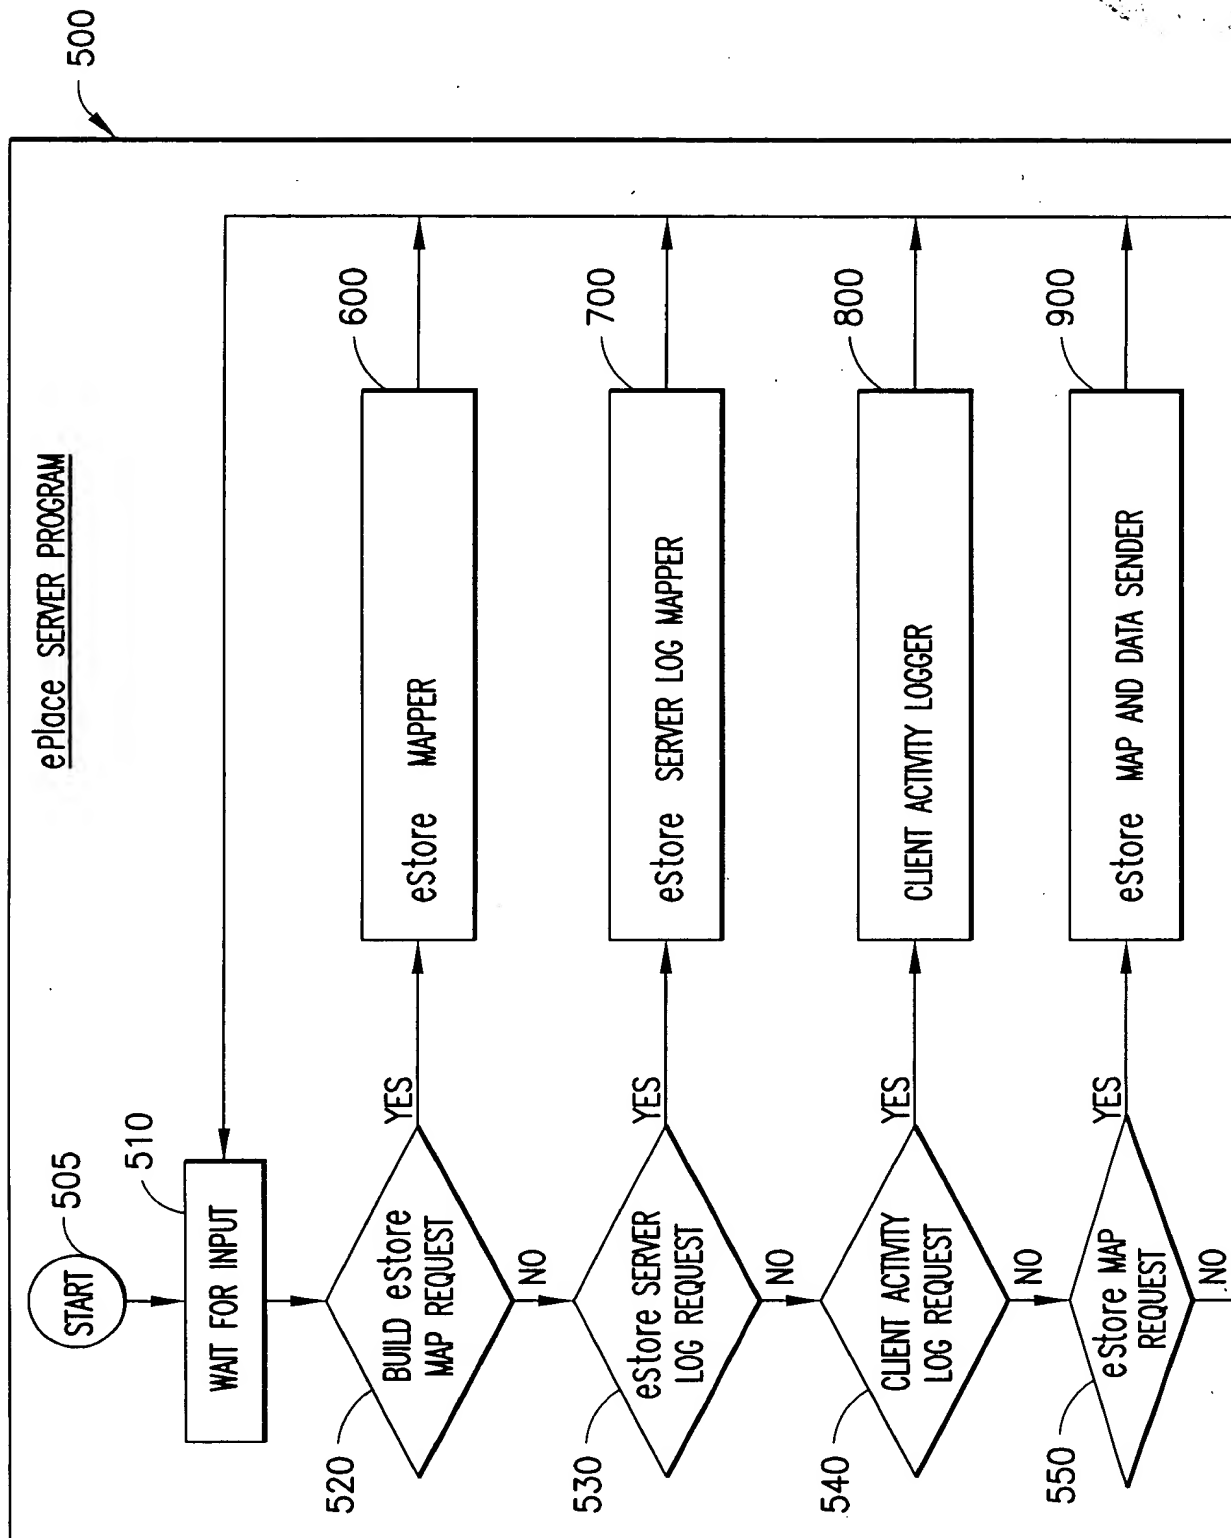 ePlace SERVER PROGRAM
500
START
505
WAIT FOR INPUT
510
BUILD eStore
MAP REQUEST
520
YES
NO
eStore MAPPER
600
eStore SERVER
LOG REQUEST
530
YES
NO
eStore SERVER LOG MAPPER
700
CLIENT ACTIVITY
LOG REQUEST
540
YES
NO
CLIENT ACTIVITY LOGGER
800
eStore MAP
REQUEST
550
YES
NO
eStore MAP AND DATA SENDER
900